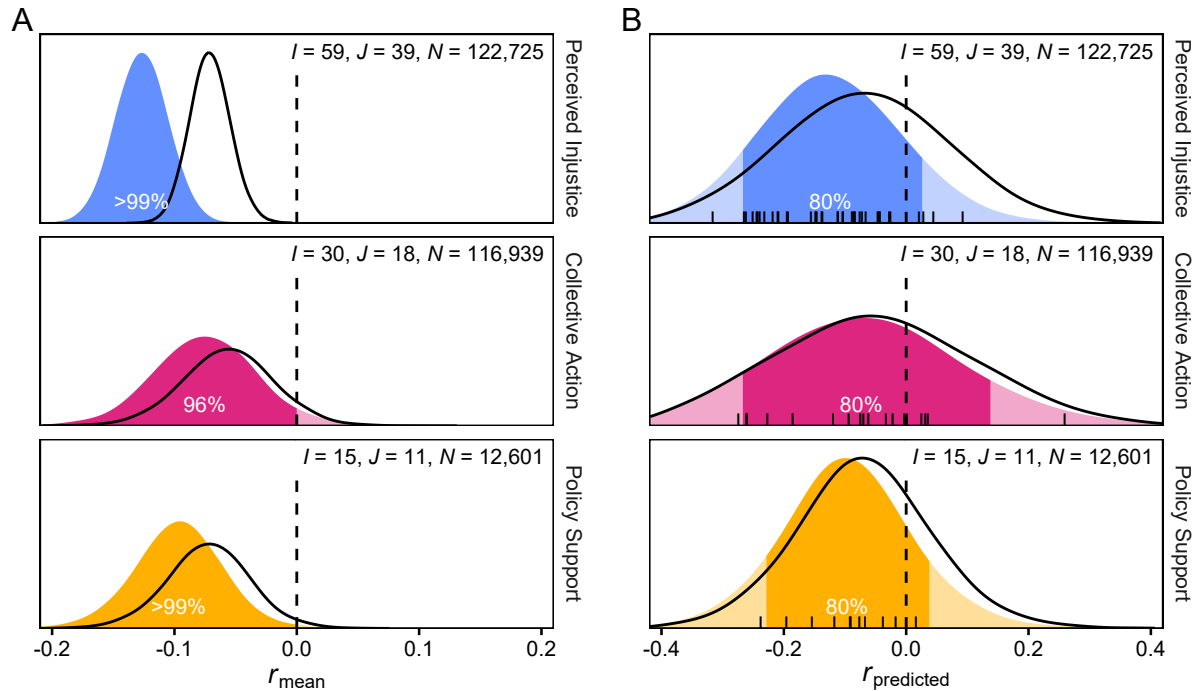 A
I = 59, J = 39, N = 122,725
>99%
Perceived Injustice
I = 30, J = 18, N = 116,939
96%
Collective Action
I = 15, J = 11, N = 12,601
>99%
Policy Support
-0.2 -0.1 0.0 0.1 0.2
rmean
B
I = 59, J = 39, N = 122,725
80%
Perceived Injustice
I = 30, J = 18, N = 116,939
80%
Collective Action
I = 15, J = 11, N = 12,601
80%
Policy Support
-0.4 -0.2 0.0 0.2 0.4
rpredicted